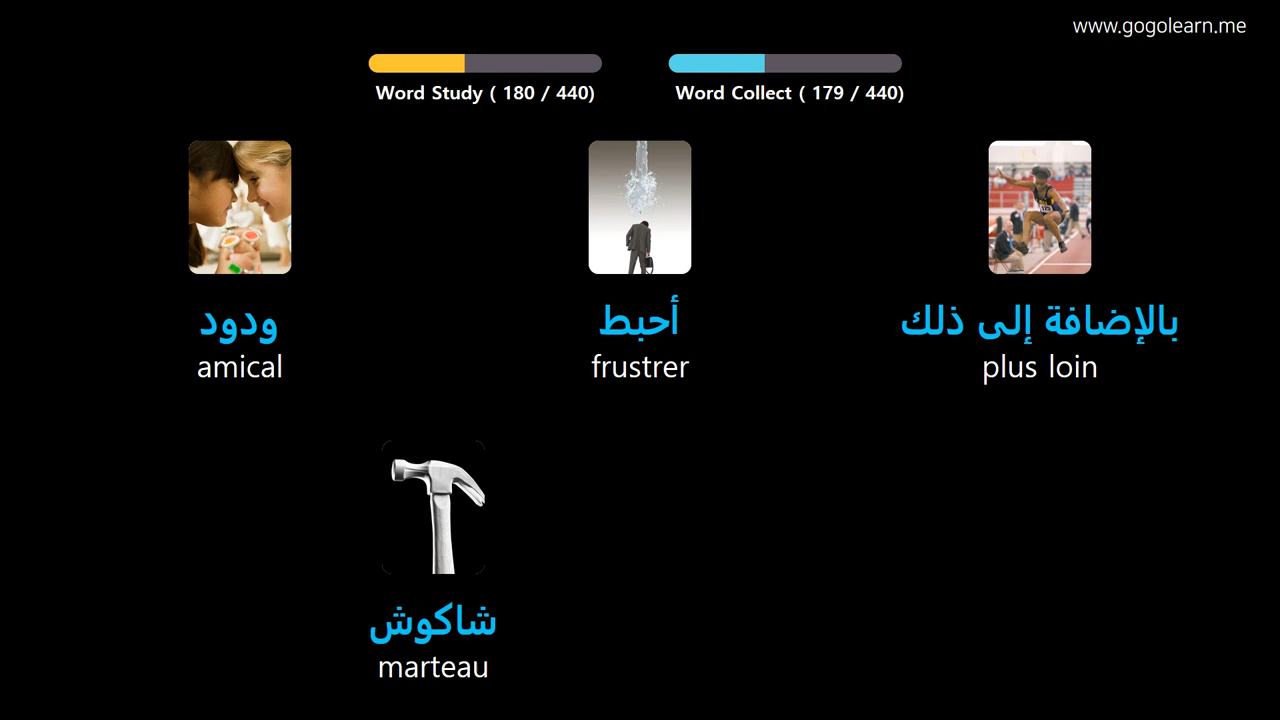 www.gogolearn.me
Word Study ( 180 / 440)
Word Collect ( 179 / 440)
ودود
amical
أحبط
frustrer
بالإضافة إلى ذلك
plus loin
شاكوش
marteau